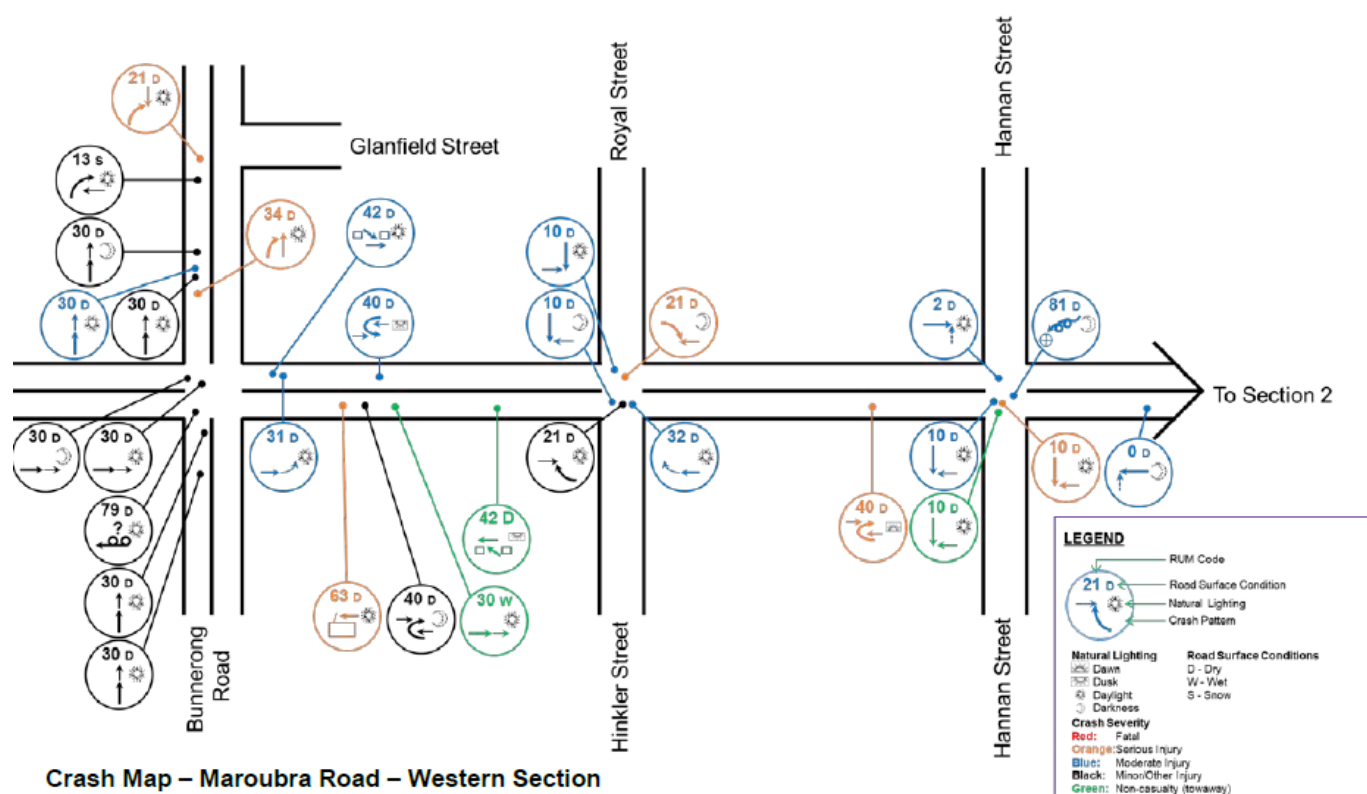 Royal Street
Hannan Street
21 D
Glanfield Street
13 s
34 D
42 D
10 D
30 D
30 D
30 D
40 D
10 D
21 D
2 D
81 D
To Section 2
30 D
30 D
31 D
21 D
32 D
10 D
10 D
0 D
79 D
?
42 D
40 D
10 D
30 D
63 D
40 D
30 W
30 D
Bunnerong
Road
Hinkler Street
Hannan Street
LEGEND
RUM Code
21 D
Road Surface Condition
Natural Lighting
Crash Pattern
Natural Lighting
Dawn
Dusk
Daylight
Darkness
Road Surface Conditions
D - Dry
W - Wet
S - Snow
Crash Severity
Red: Fatal
Orange: Serious Injury
Blue: Moderate Injury
Black: Minor/Other Injury
Green: Non-casualty (towaway)
Crash Map – Maroubra Road – Western Section